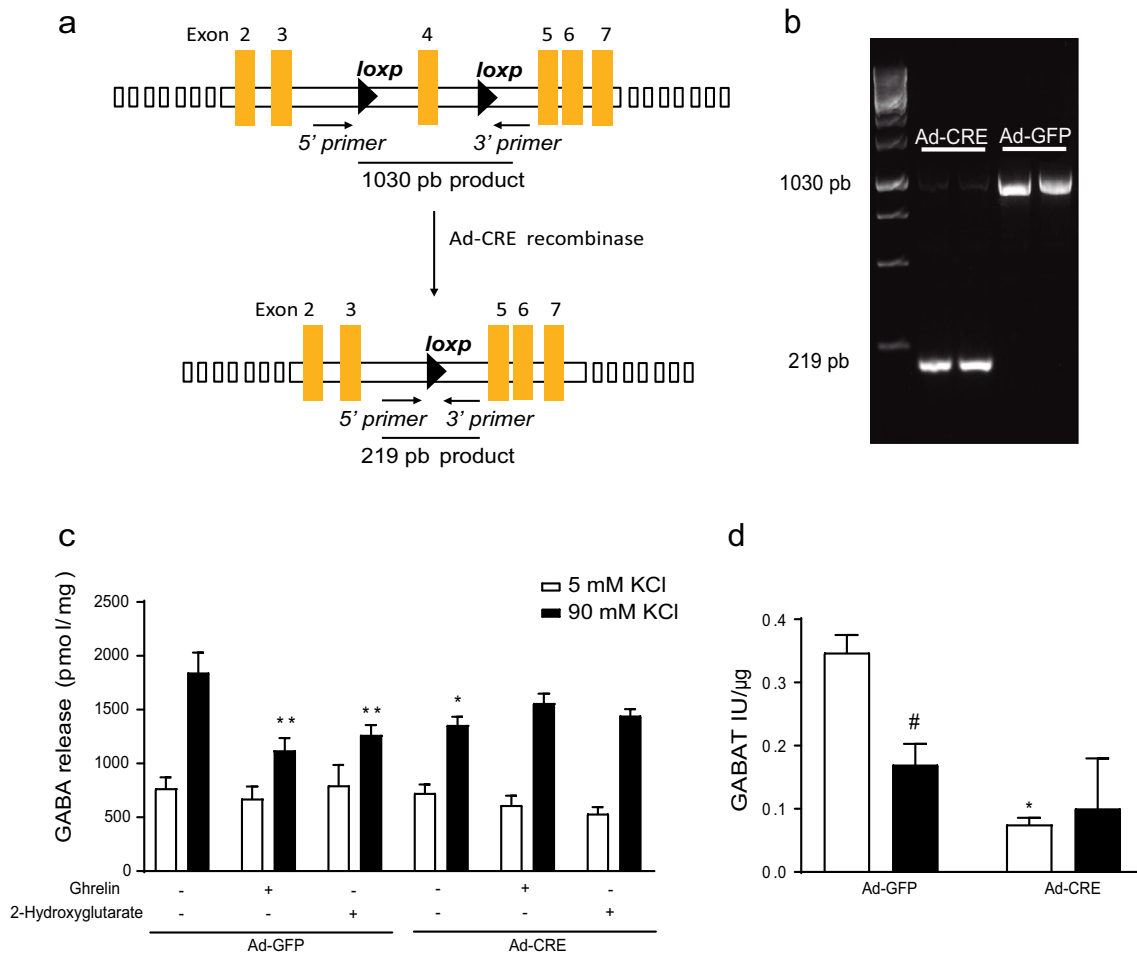 a
Exon 2 3 4 5 6 7
loxp loxp
5’ primer 3’ primer
1030 pb product
Ad-CRE recombinase
Exon 2 3 5 6 7
loxp
5’ primer 3’ primer
219 pb product
b
Ad-CRE Ad-GFP
1030 pb
219 pb
c
GABA release (pmol/mg)
5 mM KCl
90 mM KCl
2500
2000
1500
1000
500
0
** ** *
Ghrelin - + - - + -
2-Hydroxyglutarate - - + - - +
Ad-GFP Ad-CRE
d
GABAT IU/µg
0.4
0.3
0.2
0.1
0.0
#
*
Ad-GFP Ad-CRE